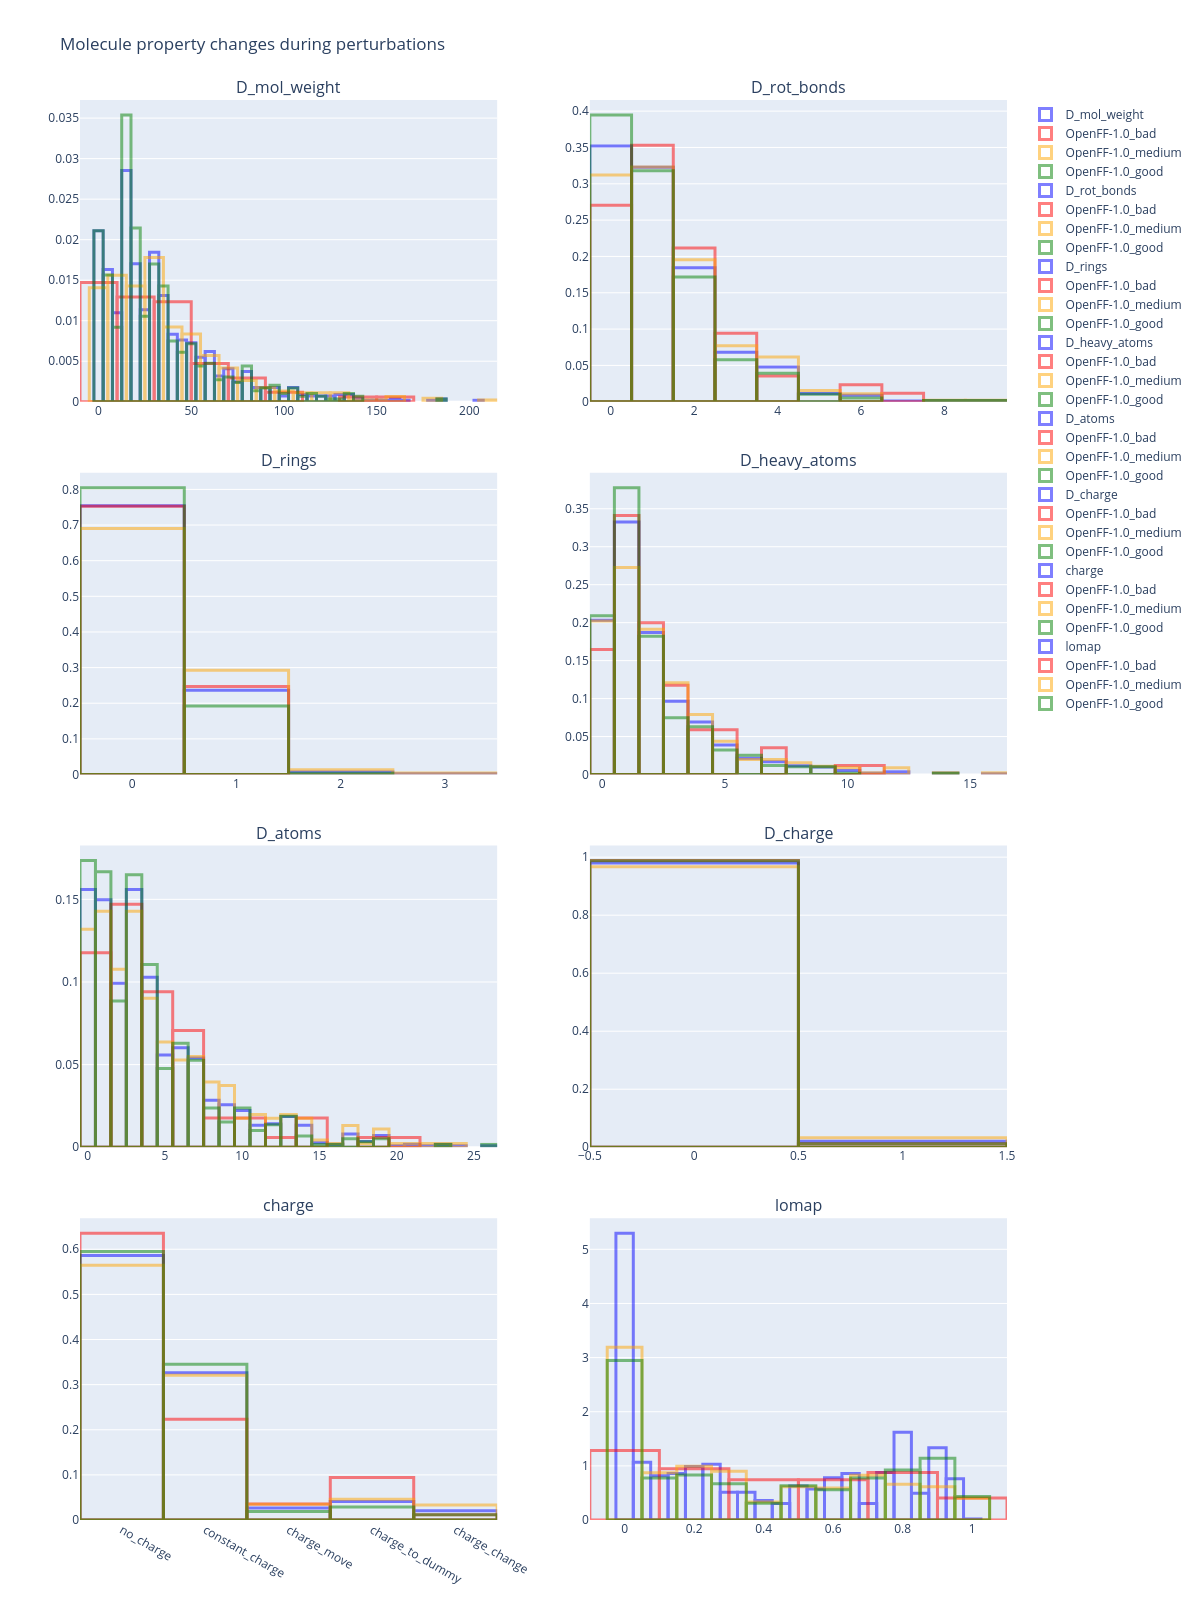 Molecule property changes during perturbations
D_mol_weight
0.035
0.03
0.025
0.02
0.015
0.01
0.005
0
0 50 100 150 200
D_rot_bonds
0.4
0.35
0.3
0.25
0.2
0.15
0.1
0.05
0
0 2 4 6 8
D_mol_weight
OpenFF-1.0_bad
OpenFF-1.0_medium
OpenFF-1.0_good
D_rot_bonds
OpenFF-1.0_bad
OpenFF-1.0_medium
OpenFF-1.0_good
D_rings
OpenFF-1.0_bad
OpenFF-1.0_medium
OpenFF-1.0_good
D_heavy_atoms
OpenFF-1.0_bad
OpenFF-1.0_medium
OpenFF-1.0_good
D_atoms
OpenFF-1.0_bad
OpenFF-1.0_medium
OpenFF-1.0_good
D_charge
OpenFF-1.0_bad
OpenFF-1.0_medium
OpenFF-1.0_good
charge
OpenFF-1.0_bad
OpenFF-1.0_medium
OpenFF-1.0_good
lomap
OpenFF-1.0_bad
OpenFF-1.0_medium
OpenFF-1.0_good
D_rings
0.8
0.7
0.6
0.5
0.4
0.3
0.2
0.1
0
0 1 2 3
D_heavy_atoms
0.35
0.3
0.25
0.2
0.15
0.1
0.05
0
0 5 10 15
D_atoms
0.15
0.1
0.05
0
0 5 10 15 20 25
D_charge
1
0.8
0.6
0.4
0.2
0
−0.5 0 0.5 1 1.5
charge
0.6
0.5
0.4
0.3
0.2
0.1
0
no_charge
constant_charge
charge_move
charge_to_dummy
charge_change
lomap
5
4
3
2
1
0
0 0.2 0.4 0.6 0.8 1